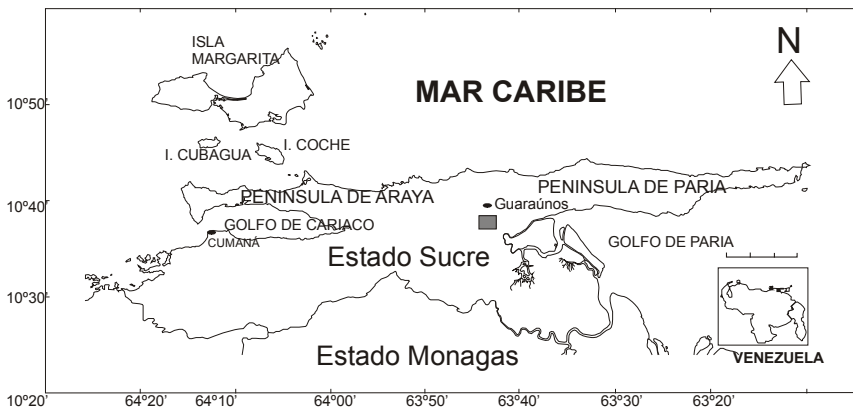 ISLA
MARGARITA
N
MAR CARIBE
10º50'
I. COCHE
I. CUBAGUA
PENINSULA DE PARIA
PENINSULA DE ARAYA
10º40'
Guaraúnos
GOLFO DE CARIACO
CUMANÁ
GOLFO DE PARIA
Estado Sucre
10º30'
Estado Monagas
VENEZUELA
10º20'
64º20' 64º10' 64º00' 63º50' 63º40' 63º30' 63º20'